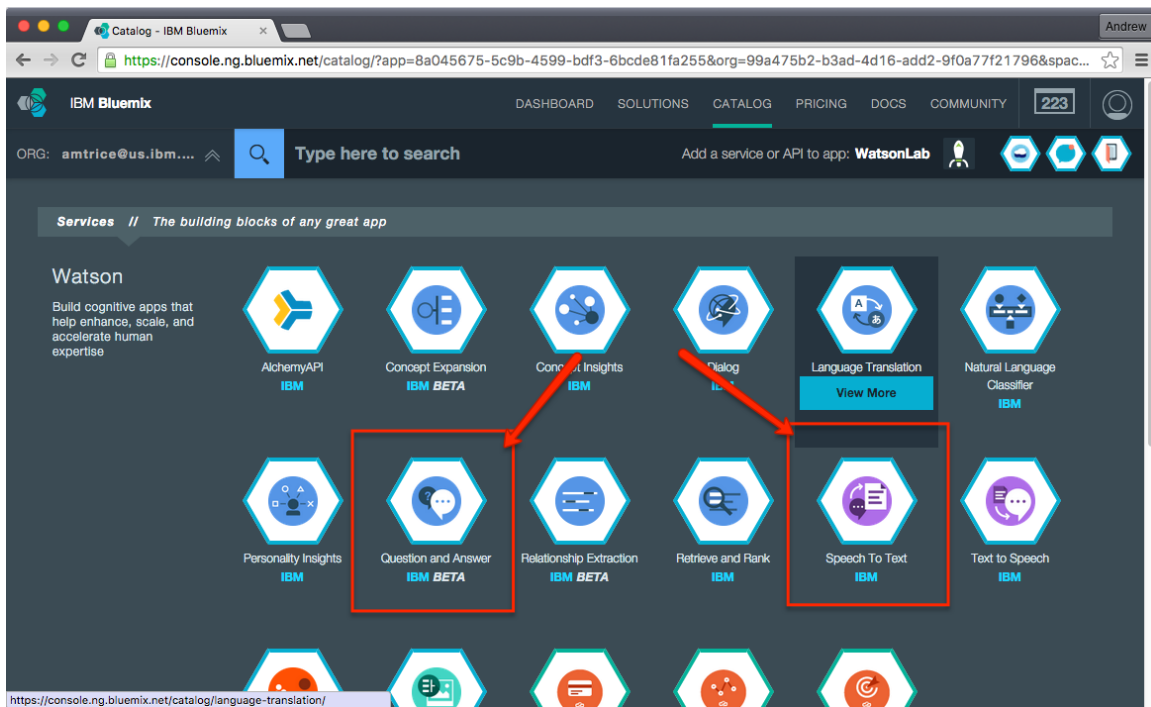 Catalog - IBM Bluemix
Andrew
https://console.ng.bluemix.net/catalog/?app=8a045675-5c9b-4599-bdf3-6bcde81fa255&org=99a475b2-b3ad-4d16-add2-9f0a77f21796&spac...
IBM Bluemix
DASHBOARD SOLUTIONS CATALOG PRICING DOCS COMMUNITY 223
ORG: amtrice@us.ibm....
Type here to search
Add a service or API to app: WatsonLab
Services // The building blocks of any great app
Watson
Build cognitive apps that
help enhance, scale, and
accelerate human
expertise
AlchemyAPI
IBM
Concept Expansion
IBM BETA
Concept Insights
IBM
Dialog
IBM
A
あ
Language Translation
View More
Natural Language
Classifier
IBM
Personality Insights
IBM
?
Question and Answer
IBM BETA
Relationship Extraction
IBM BETA
Retrieve and Rank
IBM
Speech To Text
IBM
Text to Speech
IBM
https://console.ng.bluemix.net/catalog/language-translation/